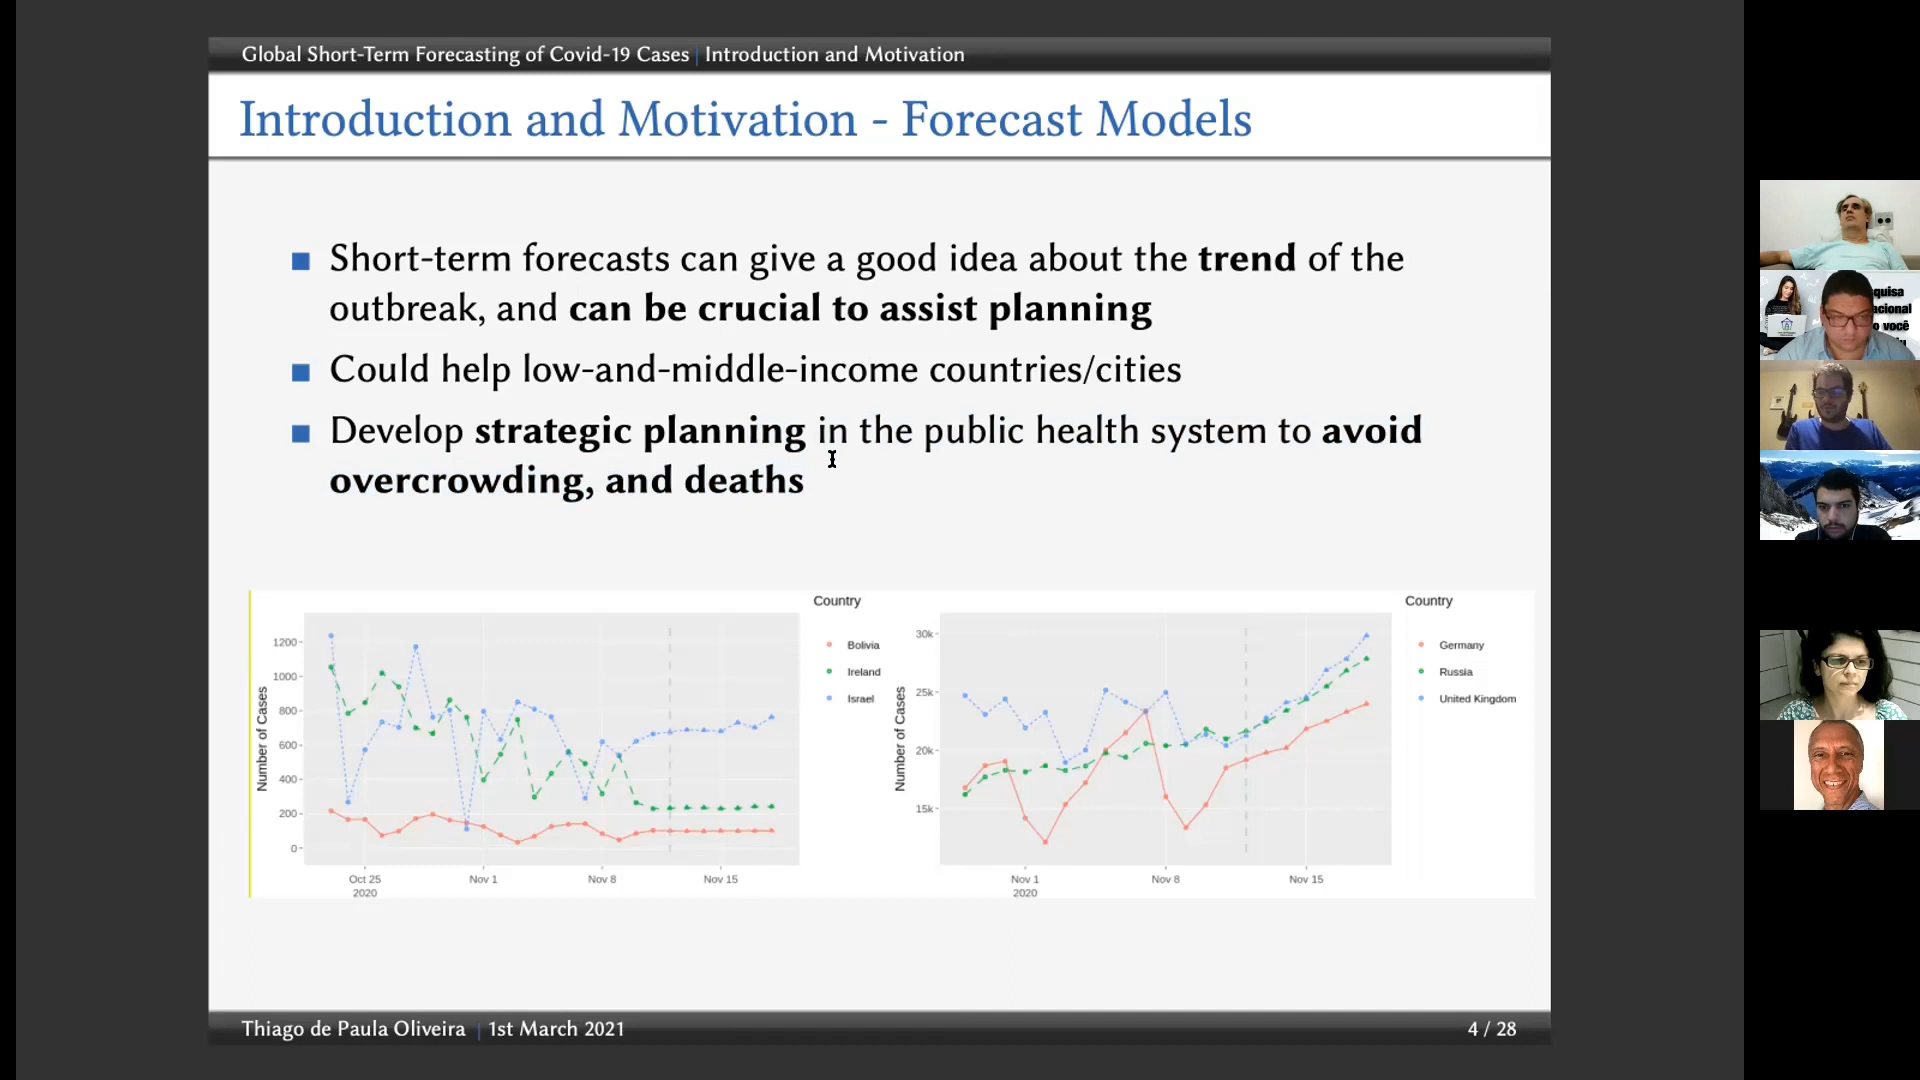 Global Short-Term Forecasting of Covid-19 Cases | Introduction and Motivation
Introduction and Motivation - Forecast Models
Short-term forecasts can give a good idea about the trend of the
outbreak, and can be crucial to assist planning
Could help low-and-middle-income countries/cities
Develop strategic planning in the public health system to avoid
overcrowding, and deaths
Number of Cases
1200
1000
800
600
400
200
0
Oct 25
2020
Nov 1
Nov 8
Nov 15
Country
Bolivia
Ireland
Israel
Number of Cases
30k
25k
20k
15k
Nov 1
2020
Nov 8
Nov 15
Country
Germany
Russia
United Kingdom
Thiago de Paula Oliveira | 1st March 2021
4 / 28
quisa
acional
o você